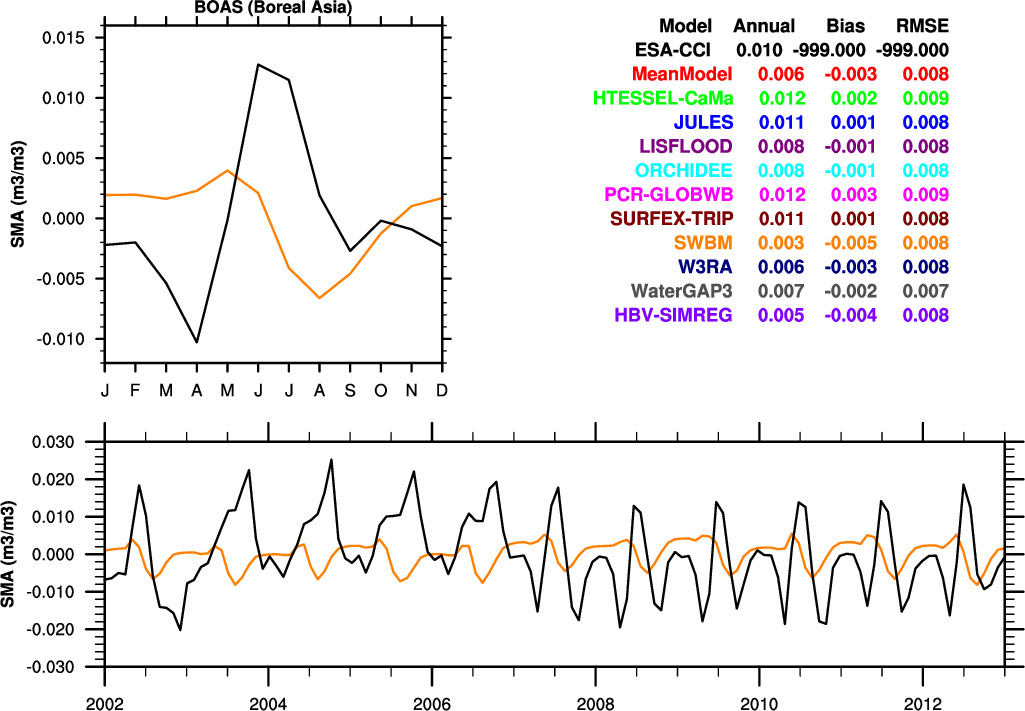 BOAS (Boreal Asia)
0.015
0.010
0.005
0.000
-0.005
-0.010
SMA (m3/m3)
J F M A M J J A S O N D
Model Annual Bias RMSE
ESA-CCI 0.010 -999.000 -999.000
MeanModel 0.006 -0.003 0.008
HTESSEL-CaMa 0.012 0.002 0.009
JULES 0.011 0.001 0.008
LISFLOOD 0.008 -0.001 0.008
ORCHIDEE 0.008 -0.001 0.008
PCR-GLOBWB 0.012 0.003 0.009
SURFEX-TRIP 0.011 0.001 0.008
SWBM 0.003 -0.005 0.008
W3RA 0.006 -0.003 0.008
WaterGAP3 0.007 -0.002 0.007
HBV-SIMREG 0.005 -0.004 0.008
0.030
0.020
0.010
0.000
-0.010
-0.020
-0.030
SMA (m3/m3)
2002 2004 2006 2008 2010 2012